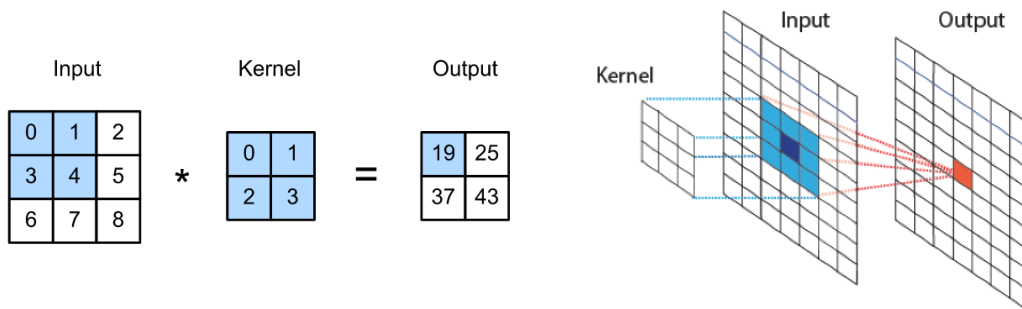 Input
Kernel
Output
0 1 2
3 4 5
6 7 8
*
0 1
2 3
=
19 25
37 43
Kernel
Input
Output